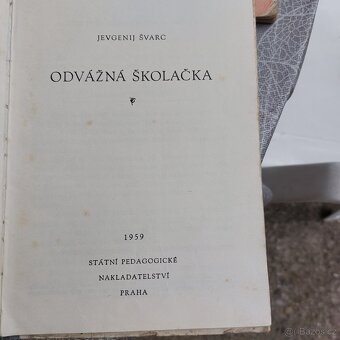 JEVGENIJ ŠVARC
ODVÁŽNÁ ŠKOLAČKA
1959
STÁTNÍ PEDAGOGICKÉ
NAKLADATELSTVÍ
PRAHA